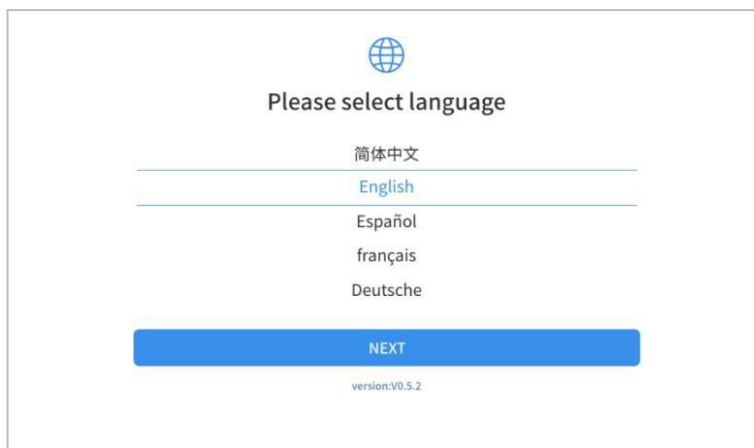 Please select language
简体中文
English
Español
français
Deutsche
NEXT
version:V0.5.2